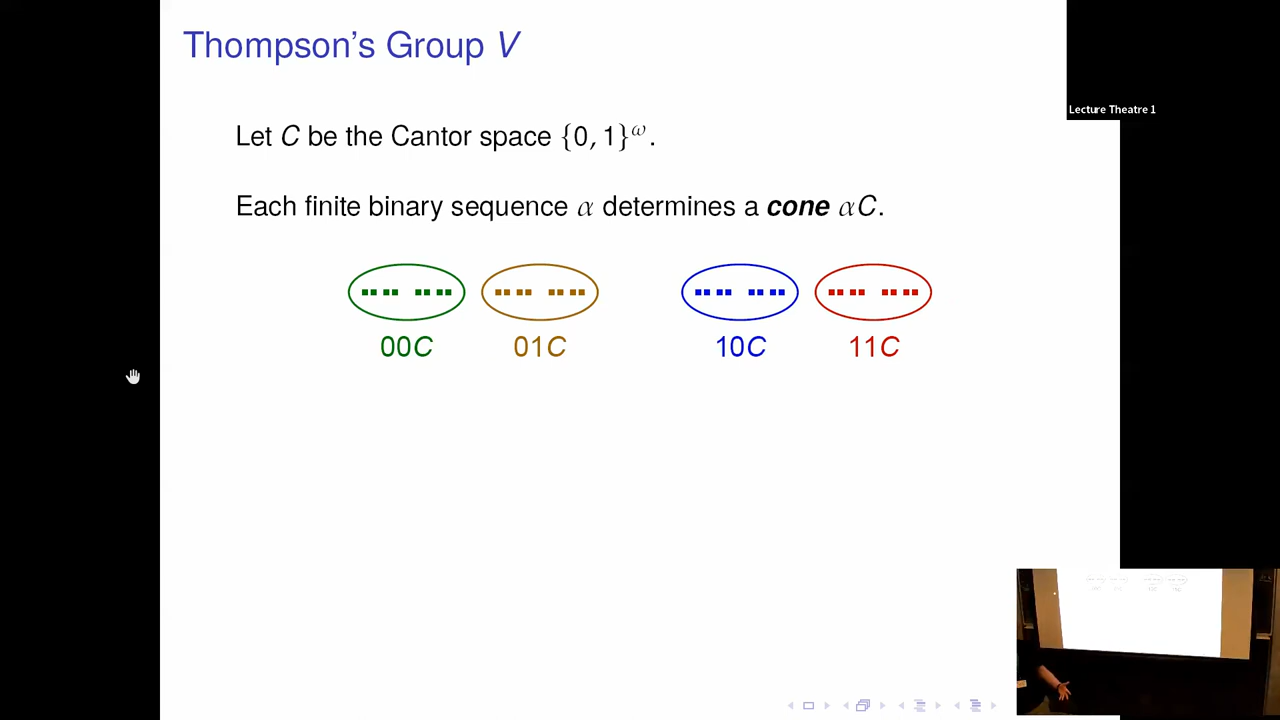 Thompson's Group V
Lecture Theatre 1
Let C be the Cantor space {0, 1}^ω.
Each finite binary sequence α determines a cone αC.
00C 01C 10C 11C